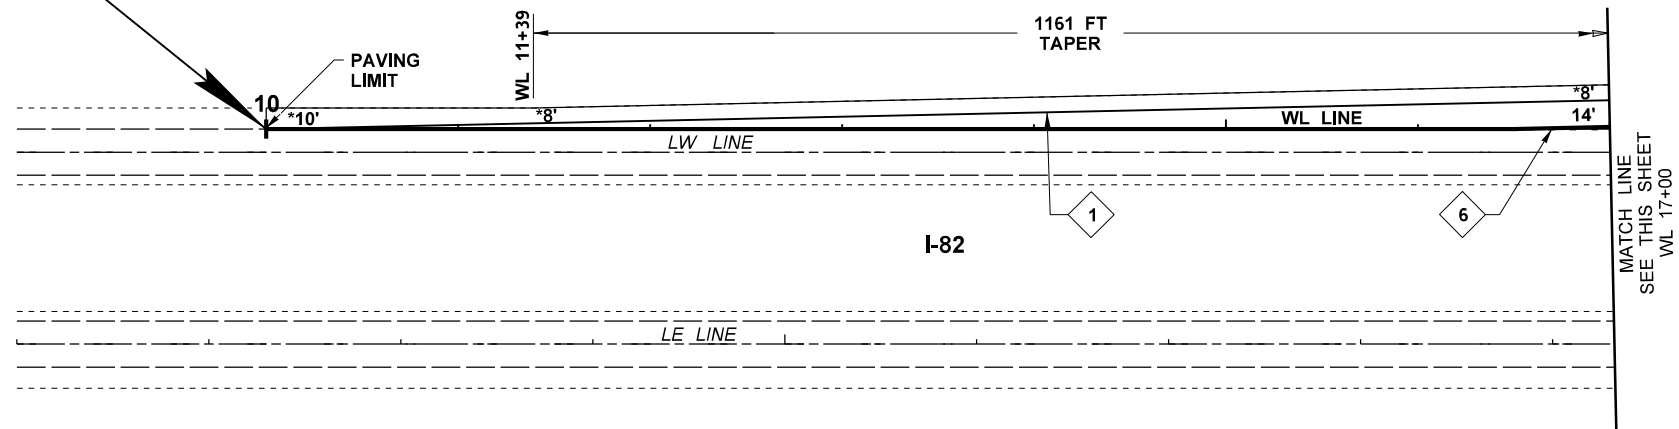 WL 11+39
1161 FT
TAPER
PAVING
LIMIT
10
*10'
*8'
*8'
14'
WL LINE
LW LINE
1
6
I-82
LE LINE
MATCH LINE
SEE THIS SHEET
WL 17+00